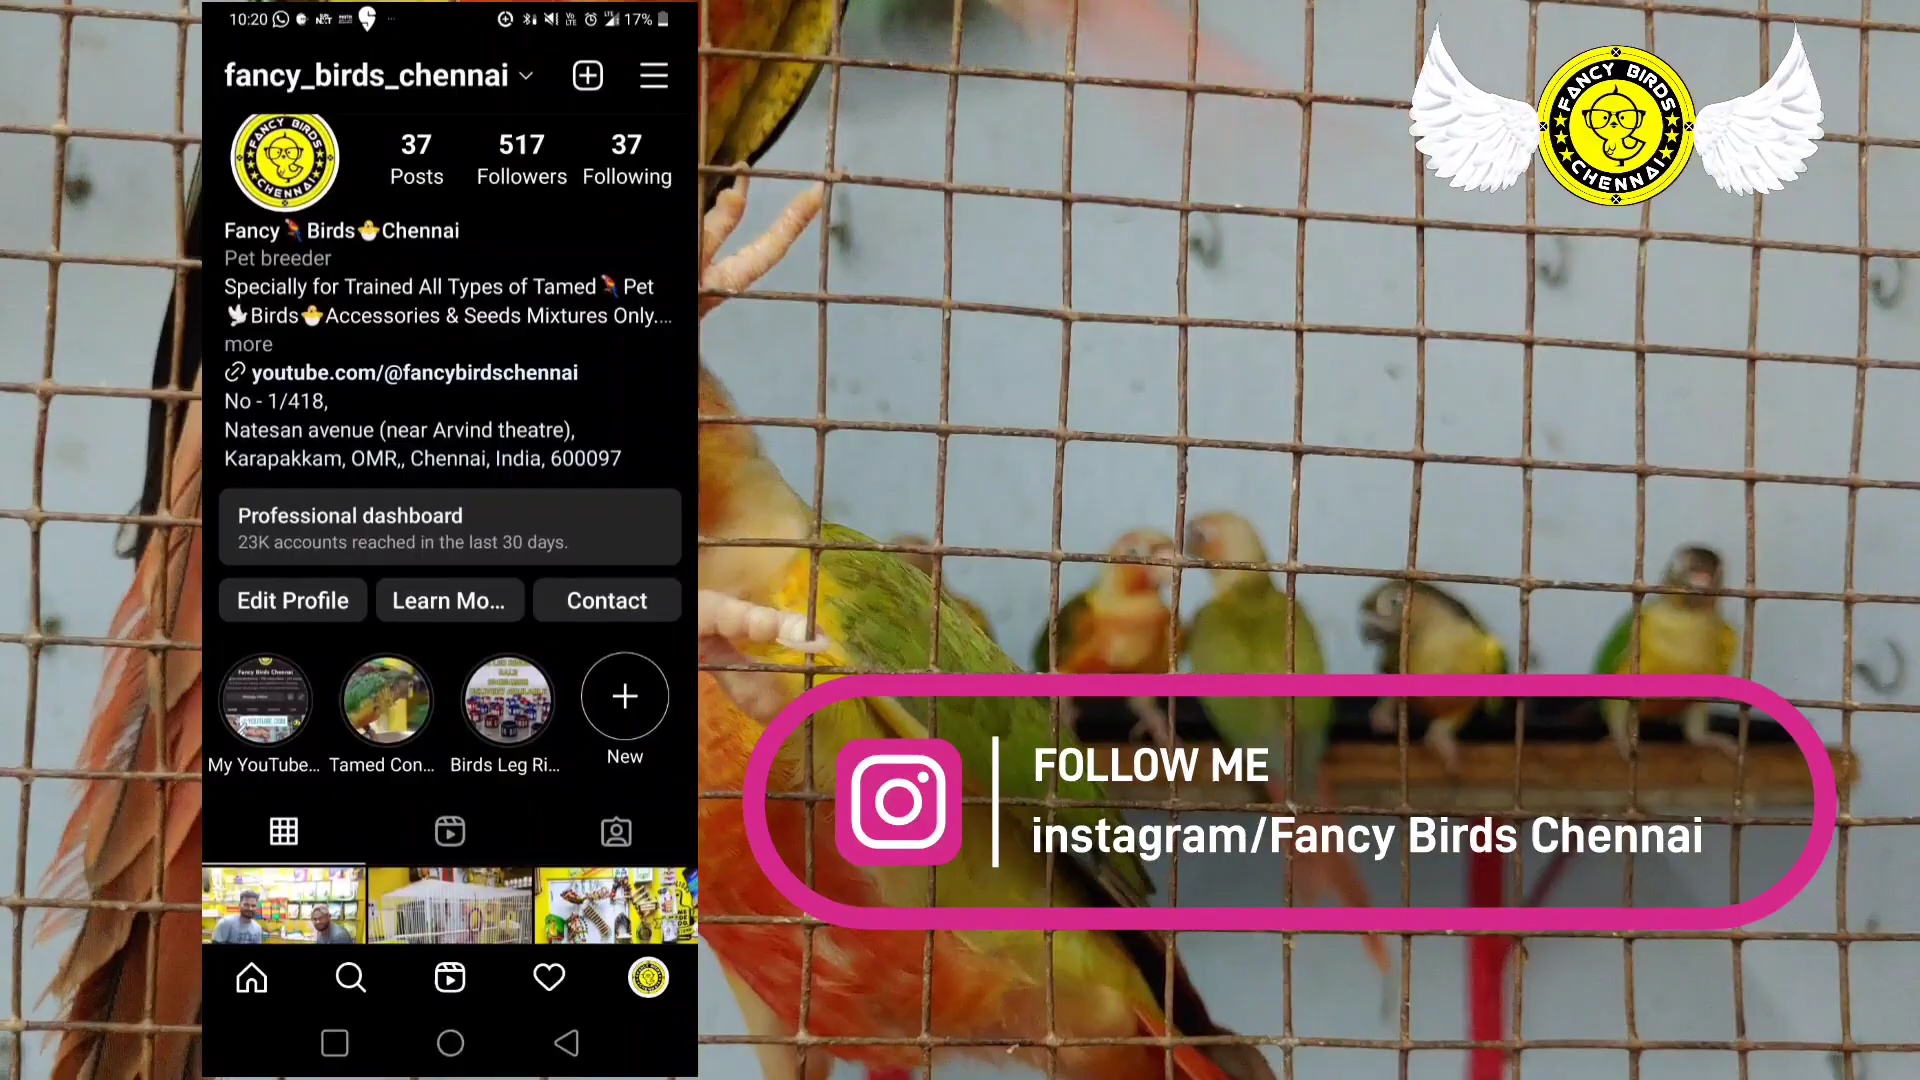 10:20
17%
fancy_birds_chennai
37
517
37
Posts
Followers
Following
Fancy🦜Birds🐣Chennai
Pet breeder
Specially for Trained All Types of Tamed🦜Pet
🕊Birds🐣Accessories & Seeds Mixtures Only....
more
youtube.com/@fancybirdschennai
No - 1/418,
Natesan avenue (near Arvind theatre),
Karapakkam, OMR,, Chennai, India, 600097
Professional dashboard
23K accounts reached in the last 30 days.
Edit Profile
Learn Mo...
Contact
My YouTube...
Tamed Con...
Birds Leg Ri...
New
FANCY BIRDS
CHENNAI
FANCY BIRDS
CHENNAI
FOLLOW ME
instagram/Fancy Birds Chennai